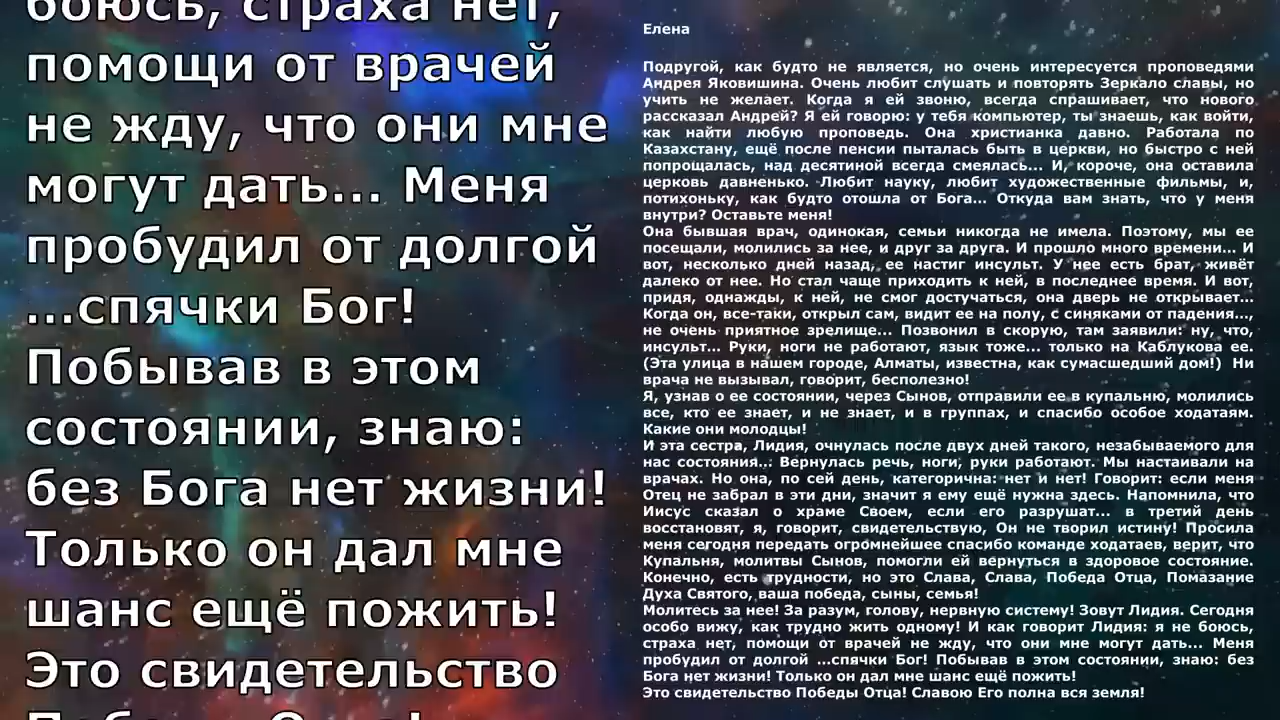 боюсь, страха нет,
помощи от врачей
не жду, что они мне
могут дать... Меня
пробудил от долгой
...спячки Бог!
Побывав в этом
состоянии, знаю:
без Бога нет жизни!
Только он дал мне
шанс ещё пожить!
Это свидетельство
Победы Отца!
Елена
Подругой, как будто не является, но очень интересуется проповедями
Андрея Яковишина. Очень любит слушать и повторять Зеркало славы, но
учить не желает. Когда я ей звоню, всегда спрашивает, что нового
рассказал Андрей? Я ей говорю: у тебя компьютер, ты знаешь, как войти,
как найти любую проповедь. Она христианка давно. Работала по
Казахстану, ещё после пенсии пыталась быть в церкви, но быстро с ней
попрощалась, над десятиной всегда смеялась... И, короче, она оставила
церковь давненько. Любит науку, любит художественные фильмы, и,
потихоньку, как будто отошла от Бога... Откуда вам знать, что у меня
внутри? Оставьте меня!
Она бывшая врач, одинокая, семьи никогда не имела. Поэтому, мы ее
посещали, молились за нее, и друг за друга. И прошло много времени... И
вот, несколько дней назад, ее настиг инсульт. У нее есть брат, живёт
далеко от нее. Но стал чаще приходить к ней, в последнее время. И вот,
придя, однажды, к ней, не смог достучаться, она дверь не открывает...
Когда он, все-таки, открыл сам, видит ее на полу, с синяками от падения...,
не очень приятное зрелище... Позвонил в скорую, там заявили: ну, что,
инсульт... Руки, ноги не работают, язык тоже... только на Каблукова ее.
(Эта улица в нашем городе, Алматы, известна, как сумасшедший дом!) Ни
врача не вызывал, говорит, бесполезно!
Я, узнав о ее состоянии, через Сынов, отправили ее в купальню, молились
все, кто ее знает, и не знает, и в группах, и спасибо особое ходатаям.
Какие они молодцы!
И эта сестра, Лидия, очнулась после двух дней такого, незабываемого для
нас состояния... Вернулась речь, ноги, руки работают. Мы настаивали на
врачах. Но она, по сей день, категорична: нет и нет! Говорит: если меня
Отец не забрал в эти дни, значит я ему ещё нужна здесь. Напомнила, что
Иисус сказал о храме Своем, если его разрушат... в третий день
восстановят, я, говорит, свидетельствую, Он не творил истину! Просила
меня сегодня передать огромнейшее спасибо команде ходатаев, верит, что
Купальня, молитвы Сынов, помогли ей вернуться в здоровое состояние.
Конечно, есть трудности, но это Слава, Слава, Победа Отца, Помазание
Духа Святого, ваша победа, сыны, семья!
Молитесь за нее! За разум, голову, нервную систему! Зовут Лидия. Сегодня
особо вижу, как трудно жить одному! И как говорит Лидия: я не боюсь,
страха нет, помощи от врачей не жду, что они мне могут дать... Меня
пробудил от долгой ...спячки Бог! Побывав в этом состоянии, знаю: без
Бога нет жизни! Только он дал мне шанс ещё пожить!
Это свидетельство Победы Отца! Славою Его полна вся земля!